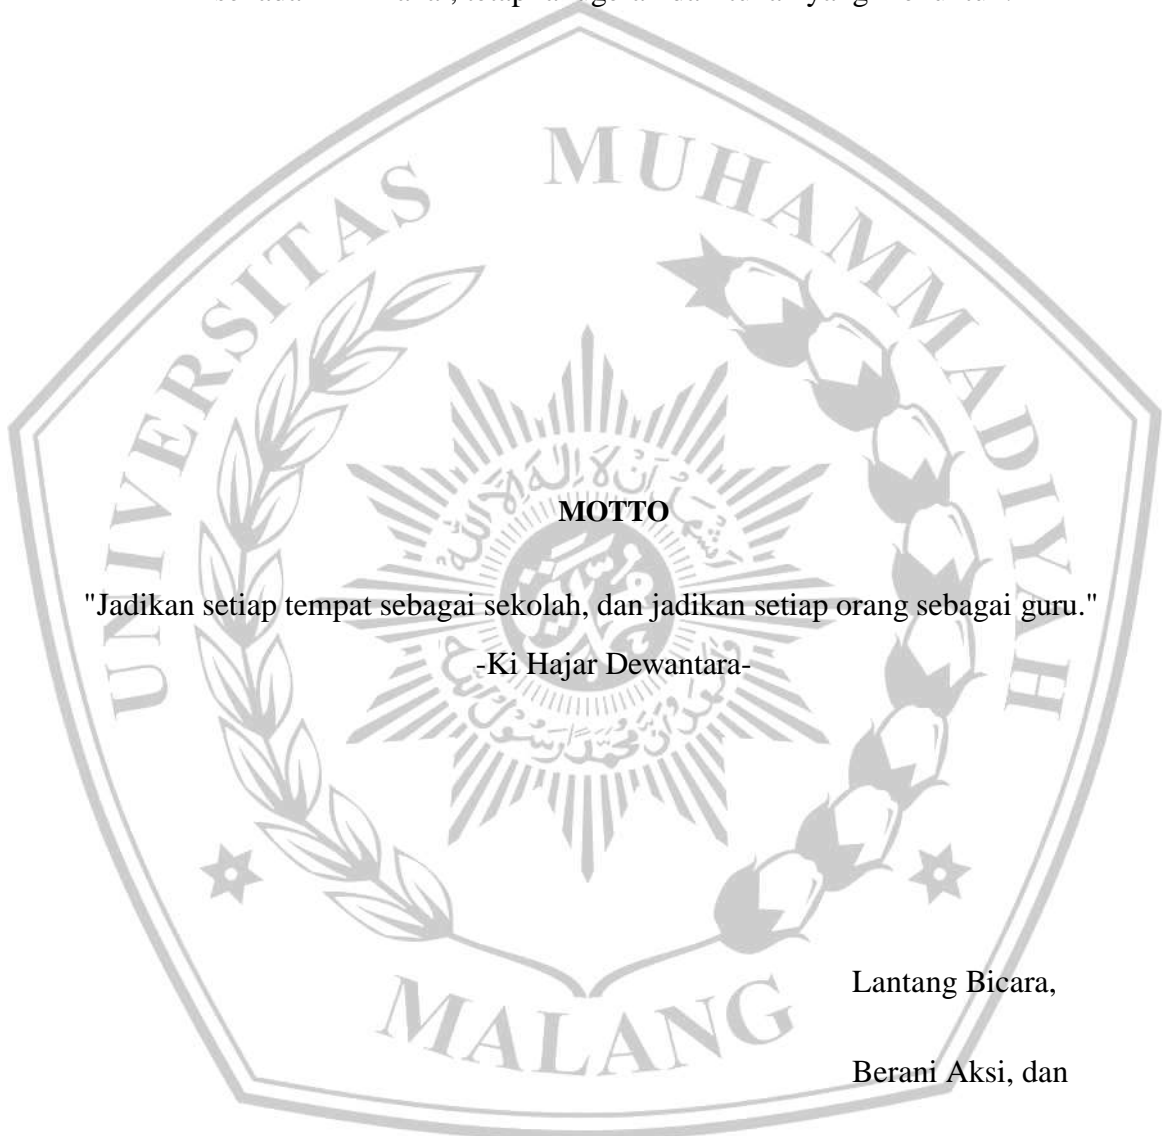 UNIVERSITAS MUHAMMADIYAH
MOTTO
"Jadikan setiap tempat sebagai sekolah, dan jadikan setiap orang sebagai guru."
-Ki Hajar Dewantara-
Lantang Bicara,
MALANG
Berani Aksi, dan